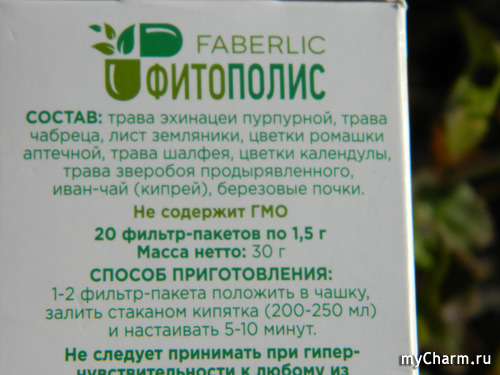 FABERLIC
ФИТОПОЛИС
СОСТАВ: трава эхинацеи пурпурной, трава
чабреца, лист земляники, цветки ромашки
аптечной, трава шалфея, цветки календулы,
трава зверобоя продырявленного,
иван-чай (кипрей), березовые почки.
Не содержит ГМО
20 фильтр-пакетов по 1,5 г
Масса нетто: 30 г
СПОСОБ ПРИГОТОВЛЕНИЯ:
1-2 фильтр-пакета положить в чашку,
залить стаканом кипятка (200-250 мл)
и настаивать 5-10 минут.
Не следует принимать при гипер-
чувствительности к любому из
myCharm.ru